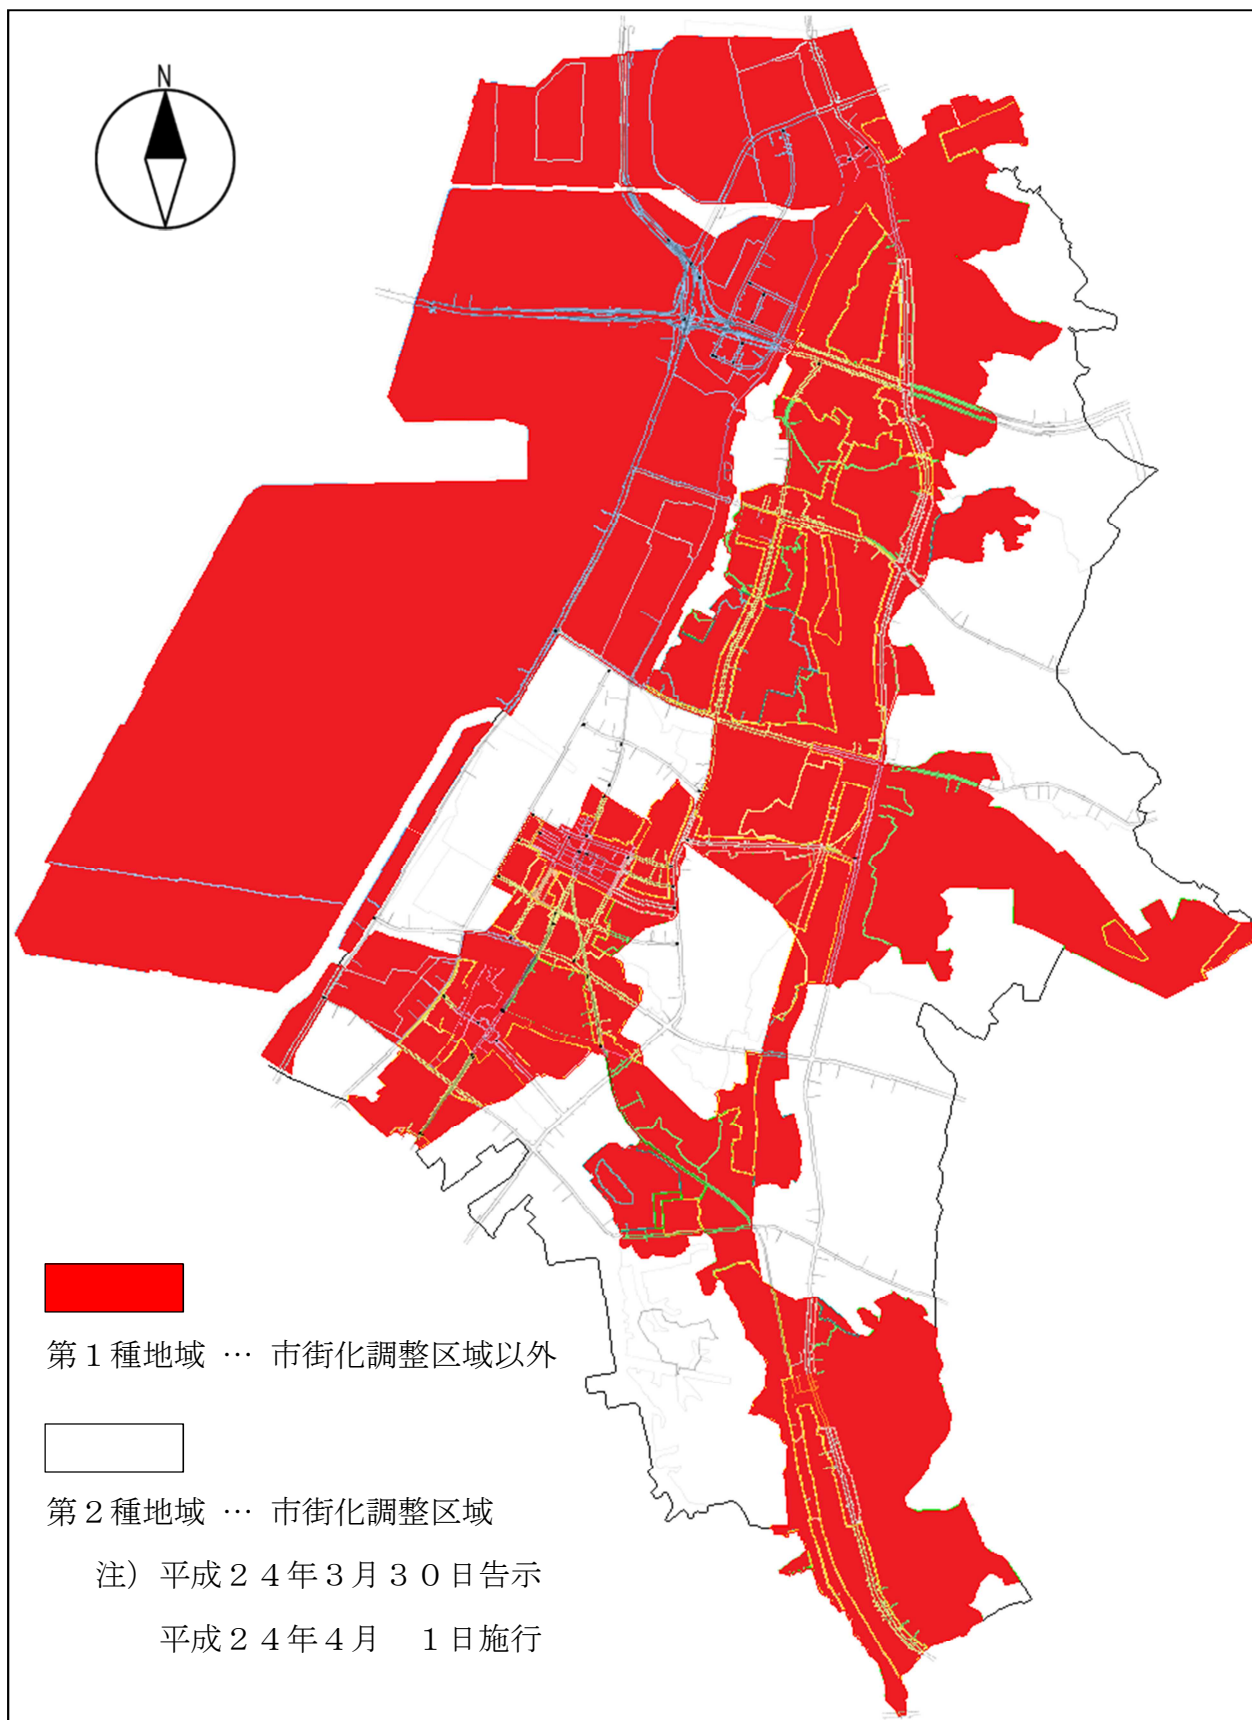 N
第１種地域 … 市街化調整区域以外
第２種地域 … 市街化調整区域
注）平成２４年３月３０日告示
平成２４年４月　１日施行